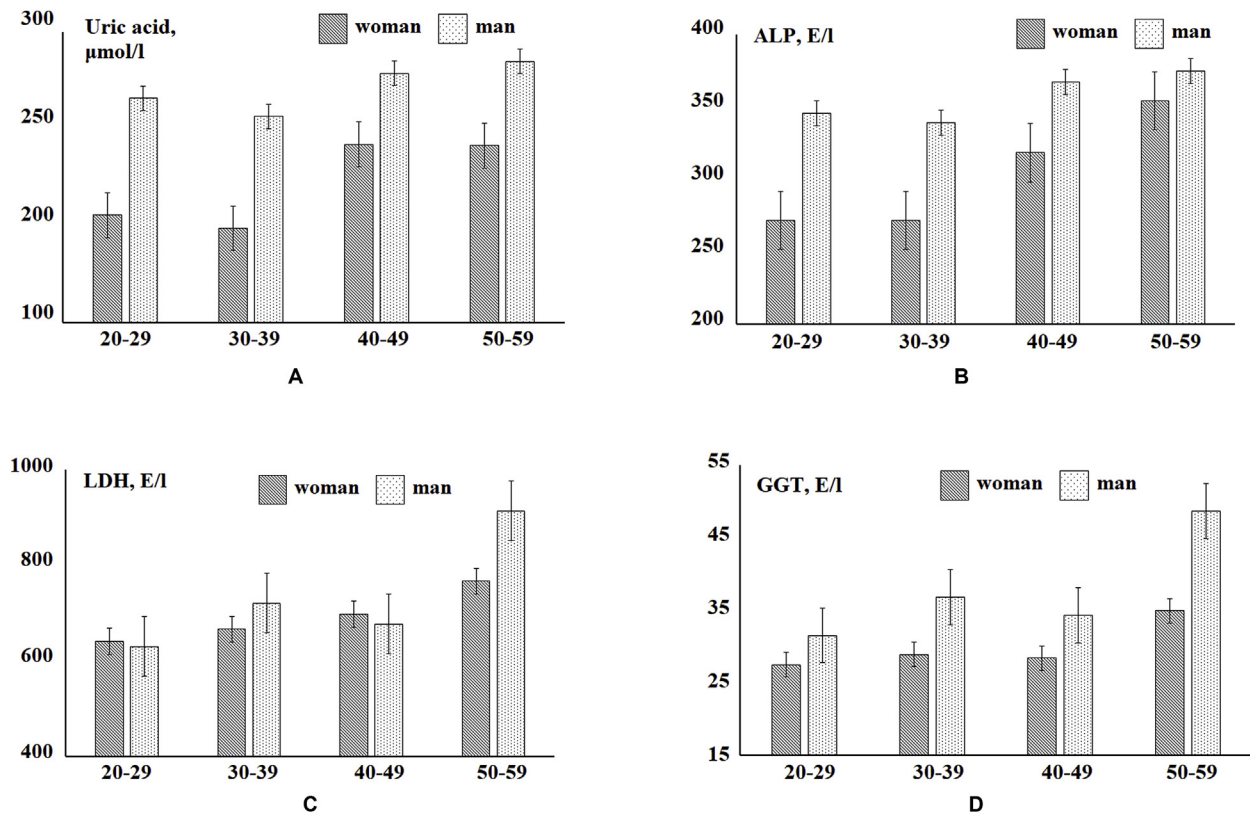 300
Uric acid,
µmol/l
woman
man
250
200
100
20-29 30-39 40-49 50-59
A
400
ALP, E/l
woman
man
350
300
250
200
20-29 30-39 40-49 50-59
B
1000
LDH, E/l
woman
man
800
600
400
20-29 30-39 40-49 50-59
C
55
GGT, E/l
woman
man
45
35
25
15
20-29 30-39 40-49 50-59
D